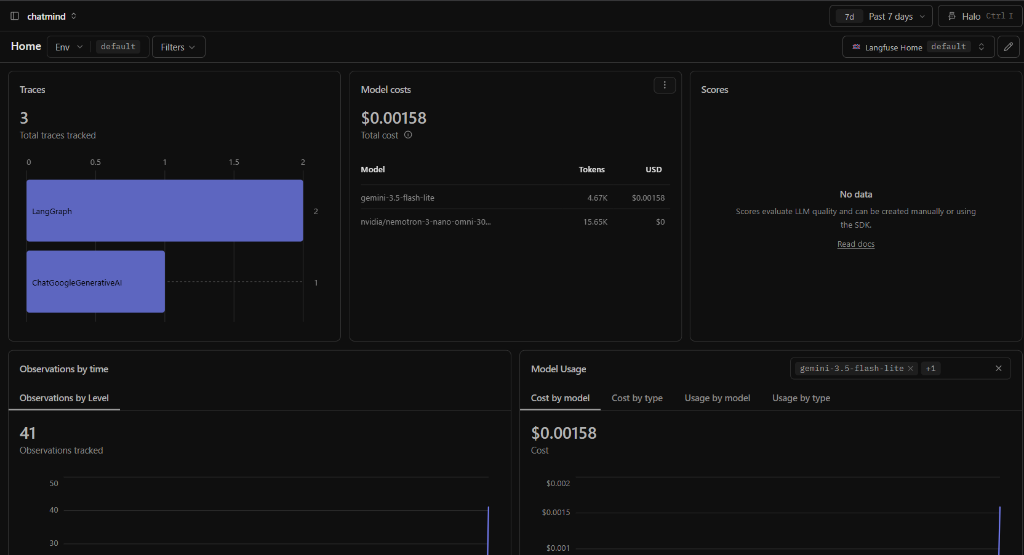 chatmind
7d Past 7 days
Halo Ctrl I
Home
Env default
Filters
Langfuse Home default
Traces
3
Total traces tracked
0 0.5 1 1.5 2
LangGraph 2
ChatGoogleGenerativeAI 1
Model costs
$0.00158
Total cost
Model Tokens USD
gemini-3.5-flash-lite 4.67K $0.00158
nvidia/nemotron-3-nano-omni-30... 15.65K $0
Scores
No data
Scores evaluate LLM quality and can be created manually or using
the SDK.
Read docs
Observations by time
Observations by Level
41
Observations tracked
50
40
30
Model Usage
gemini-3.5-flash-lite × +1 ×
Cost by model Cost by type Usage by model Usage by type
$0.00158
Cost
$0.002
$0.0015
$0.001